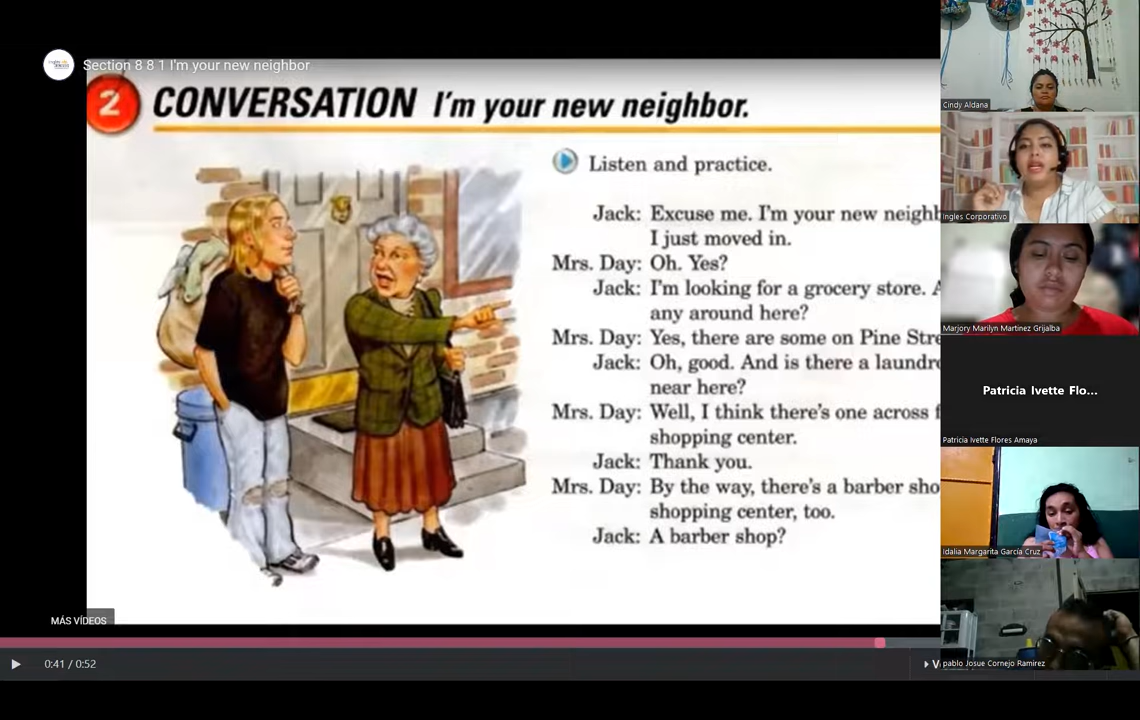 Section 8 8 1 I'm your new neighbor
2 CONVERSATION I'm your new neighbor.
Listen and practice.
Jack: Excuse me. I'm your new neighb
I just moved in.
Mrs. Day: Oh. Yes?
Jack: I'm looking for a grocery store. A
any around here?
Mrs. Day: Yes, there are some on Pine Stre
Jack: Oh, good. And is there a laundr
near here?
Mrs. Day: Well, I think there's one across f
shopping center.
Jack: Thank you.
Mrs. Day: By the way, there's a barber sho
shopping center, too.
Jack: A barber shop?
MÁS VÍDEOS
0:41 / 0:52
Cindy Aldana
Ingles Corporativo
Marjory Marilyn Martinez Grijalba
Patricia Ivette Flo...
Patricia Ivette Flores Amaya
Idalia Margarita García Cruz
pablo Josue Cornejo Ramirez